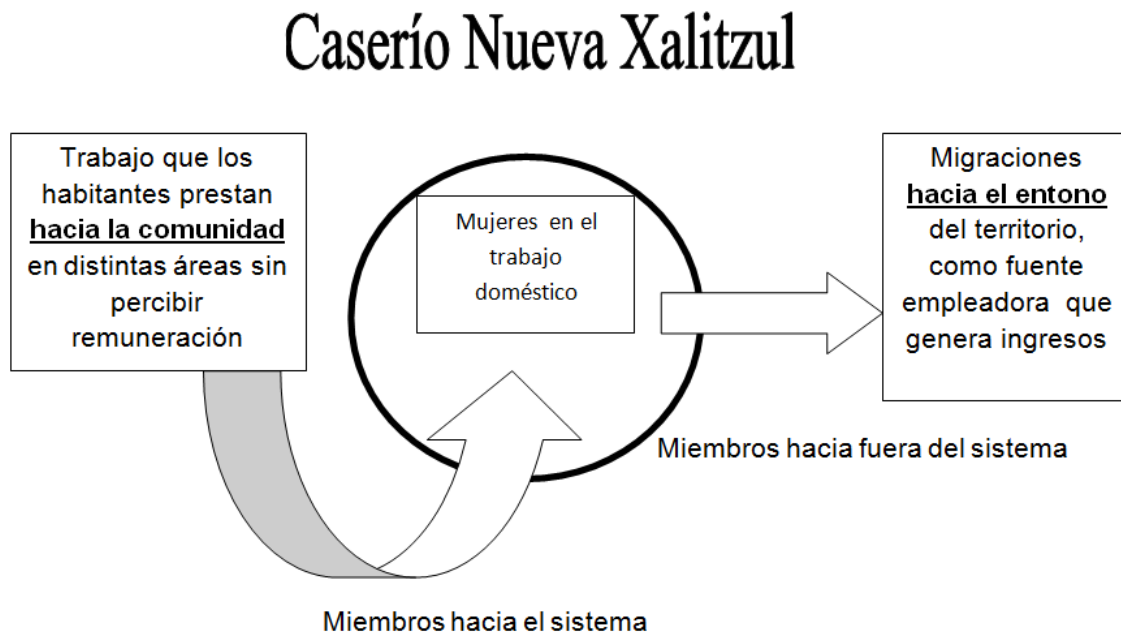 Caserío Nueva Xalitzul
Trabajo que los
habitantes prestan
hacia la comunidad
en distintas áreas sin
percibir
remuneración
Mujeres en el
trabajo
doméstico
Migraciones
hacia el entono
del territorio,
como fuente
empleadora que
genera ingresos
Miembros hacia fuera del sistema
Miembros hacia el sistema